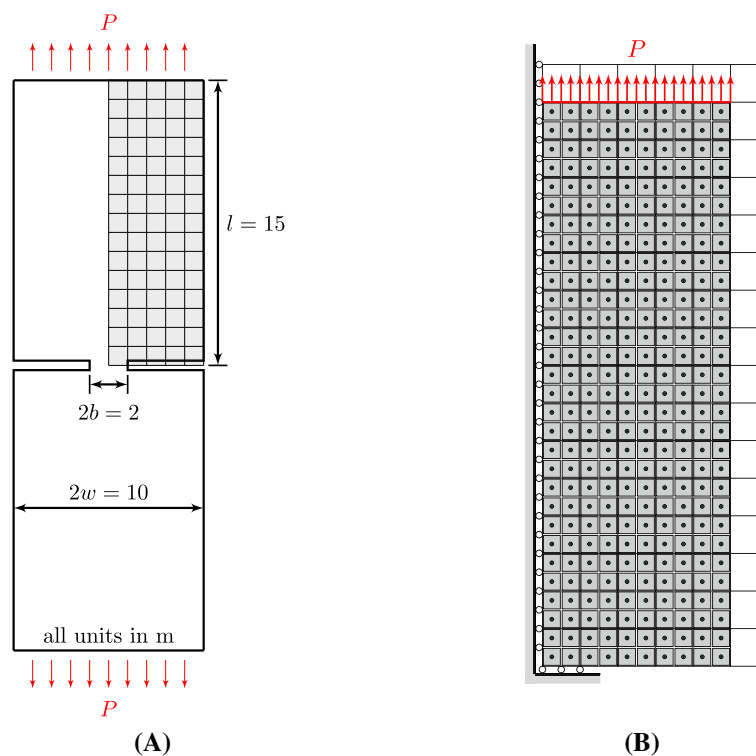 P
l = 15
2b = 2
2w = 10
all units in m
P
(A)
P
(B)